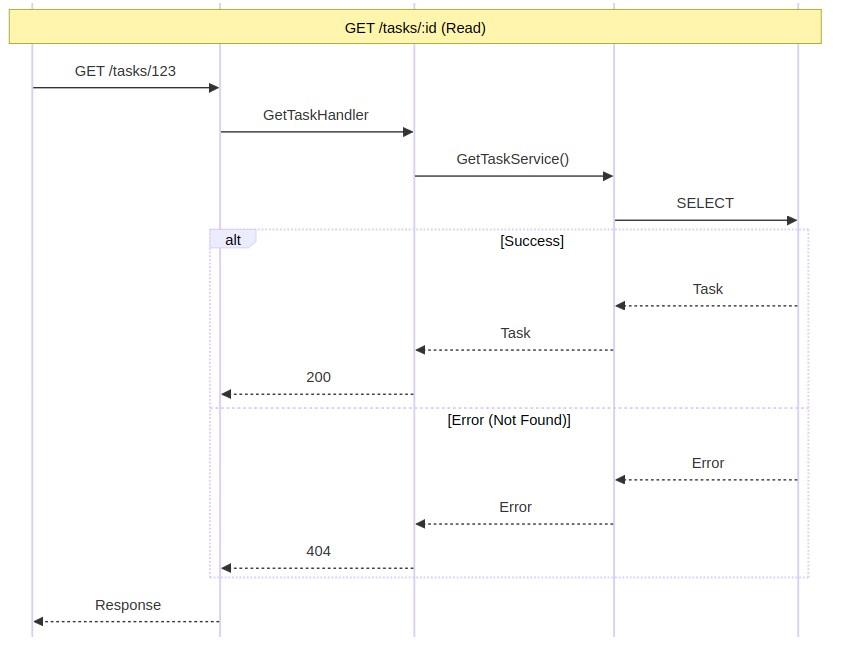 GET /tasks/:id (Read)
GET /tasks/123
GetTaskHandler
GetTaskService()
SELECT
alt
[Success]
Task
Task
200
[Error (Not Found)]
Error
Error
404
Response